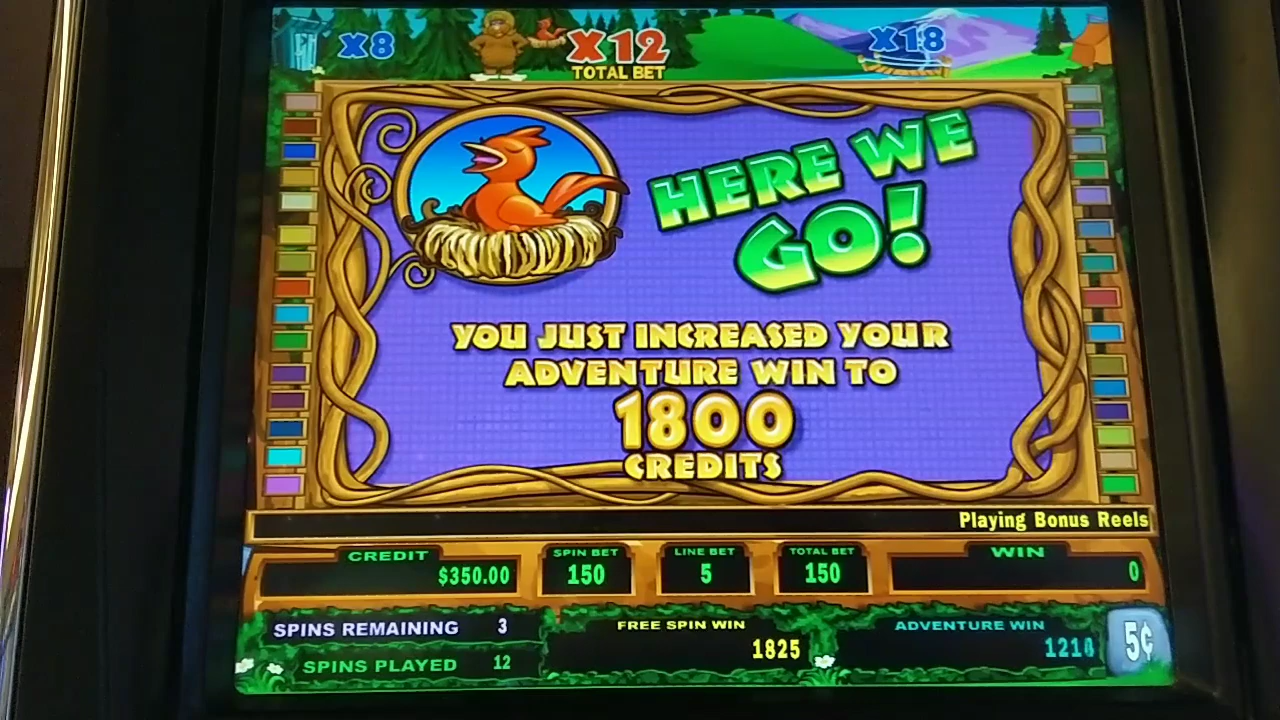 X8
X12
TOTAL BET
X18
HERE WE
GO!
YOU JUST INCREASED YOUR
ADVENTURE WIN TO
1800
CREDITS
Playing Bonus Reels
CREDIT
$350.00
SPIN BET
150
LINE BET
5
TOTAL BET
150
WIN
0
SPINS REMAINING 3
SPINS PLAYED 12
FREE SPIN WIN
1825
ADVENTURE WIN
1210
5¢